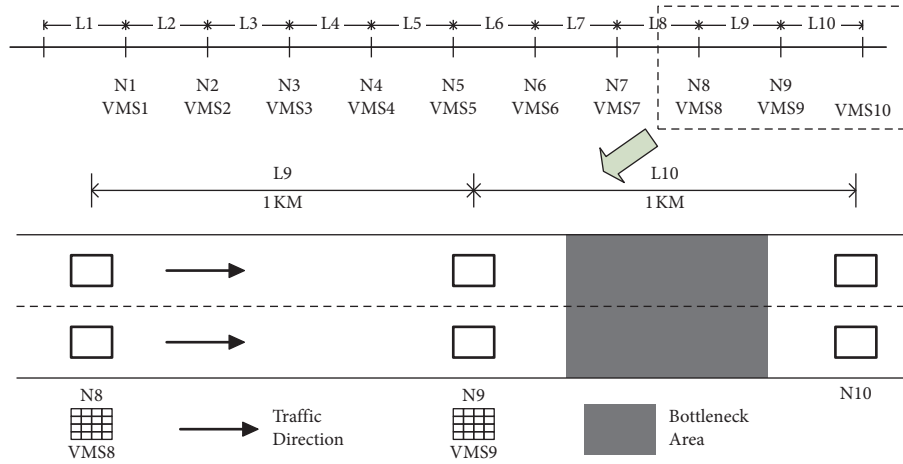 L1 L2 L3 L4 L5 L6 L7 L8 L9 L10
N1 N2 N3 N4 N5 N6 N7 N8 N9
VMS1 VMS2 VMS3 VMS4 VMS5 VMS6 VMS7 VMS8 VMS9 VMS10
L9 L10
1 KM 1 KM
N8 N9 N10
Traffic Bottleneck
Direction Area
VMS8 VMS9